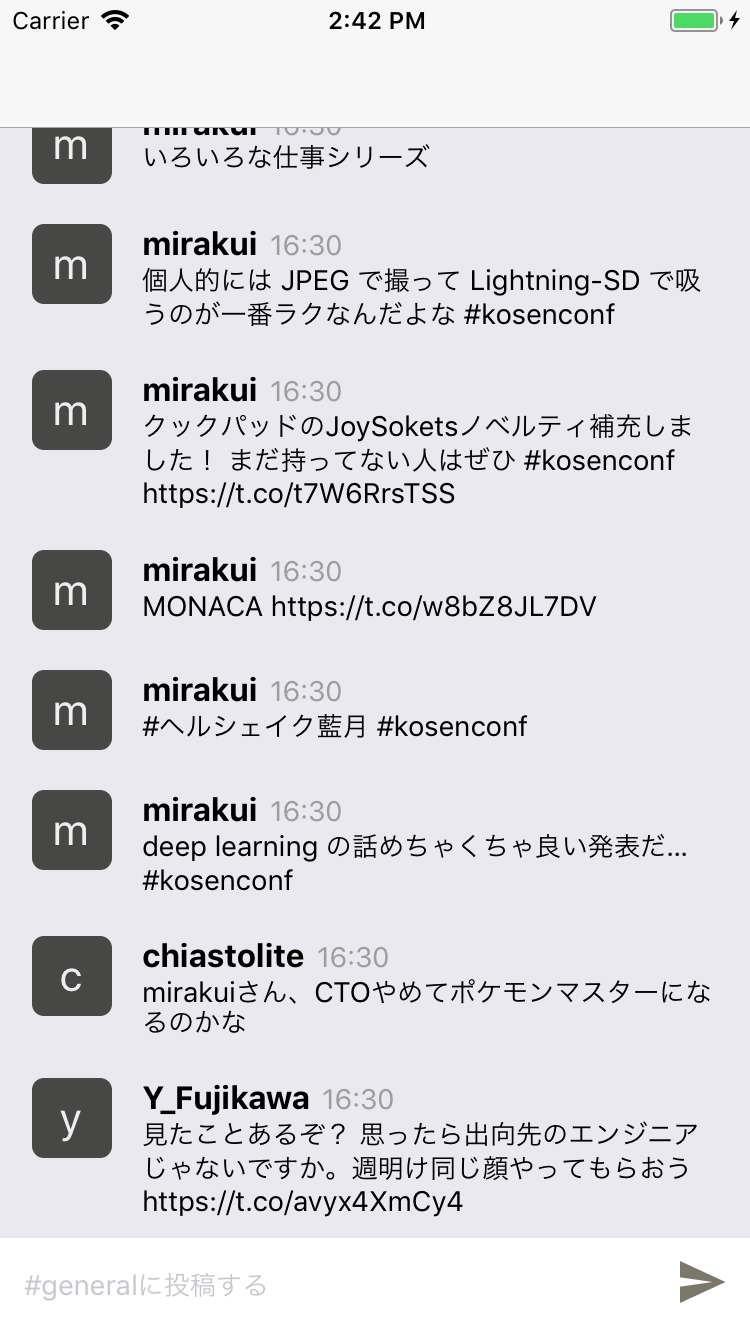 Carrier 2:42 PM
mirakui 16:30
m
いろいろな仕事シリーズ
m
mirakui 16:30
個人的には JPEG で撮って Lightning-SD で吸
うのが一番ラクなんだよな #kosenconf
m
mirakui 16:30
クックパッドのJoySoketsノベルティ補充しま
した！ まだ持ってない人はぜひ #kosenconf
https://t.co/t7W6RrsTSS
m
mirakui 16:30
MONACA https://t.co/w8bZ8JL7DV
m
mirakui 16:30
#ヘルシェイク藍月 #kosenconf
m
mirakui 16:30
deep learning の話めちゃくちゃ良い発表だ...
#kosenconf
c
chiastolite 16:30
mirakuiさん、CTOやめてポケモンマスターにな
るのかな
y
Y_Fujikawa 16:30
見たことあるぞ？ 思ったら出向先のエンジニア
じゃないですか。週明け同じ顔やってもらおう
https://t.co/avyx4XmCy4
#generalに投稿する